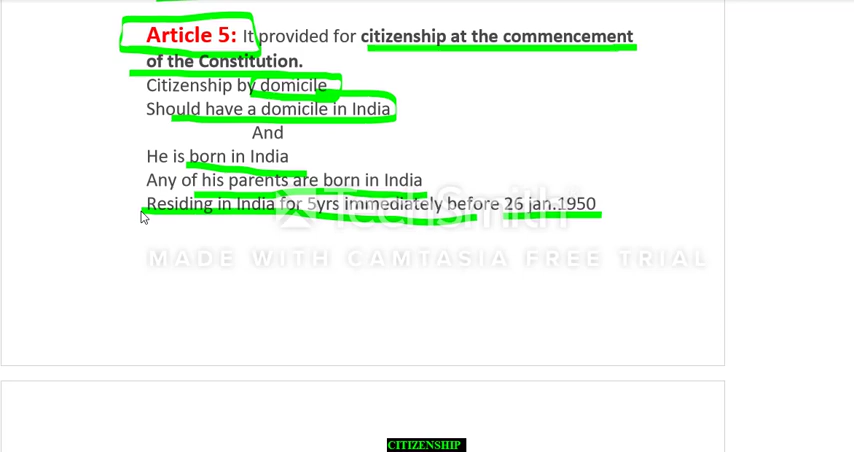 Article 5: It provided for citizenship at the commencement
of the Constitution.
Citizenship by domicile
Should have a domicile in India
And
He is born in India
Any of his parents are born in India
Residing in India for 5yrs immediately before 26 jan.1950
TechSmith
MADE WITH CAMTASIA FREE TRIAL
CITIZENSHIP